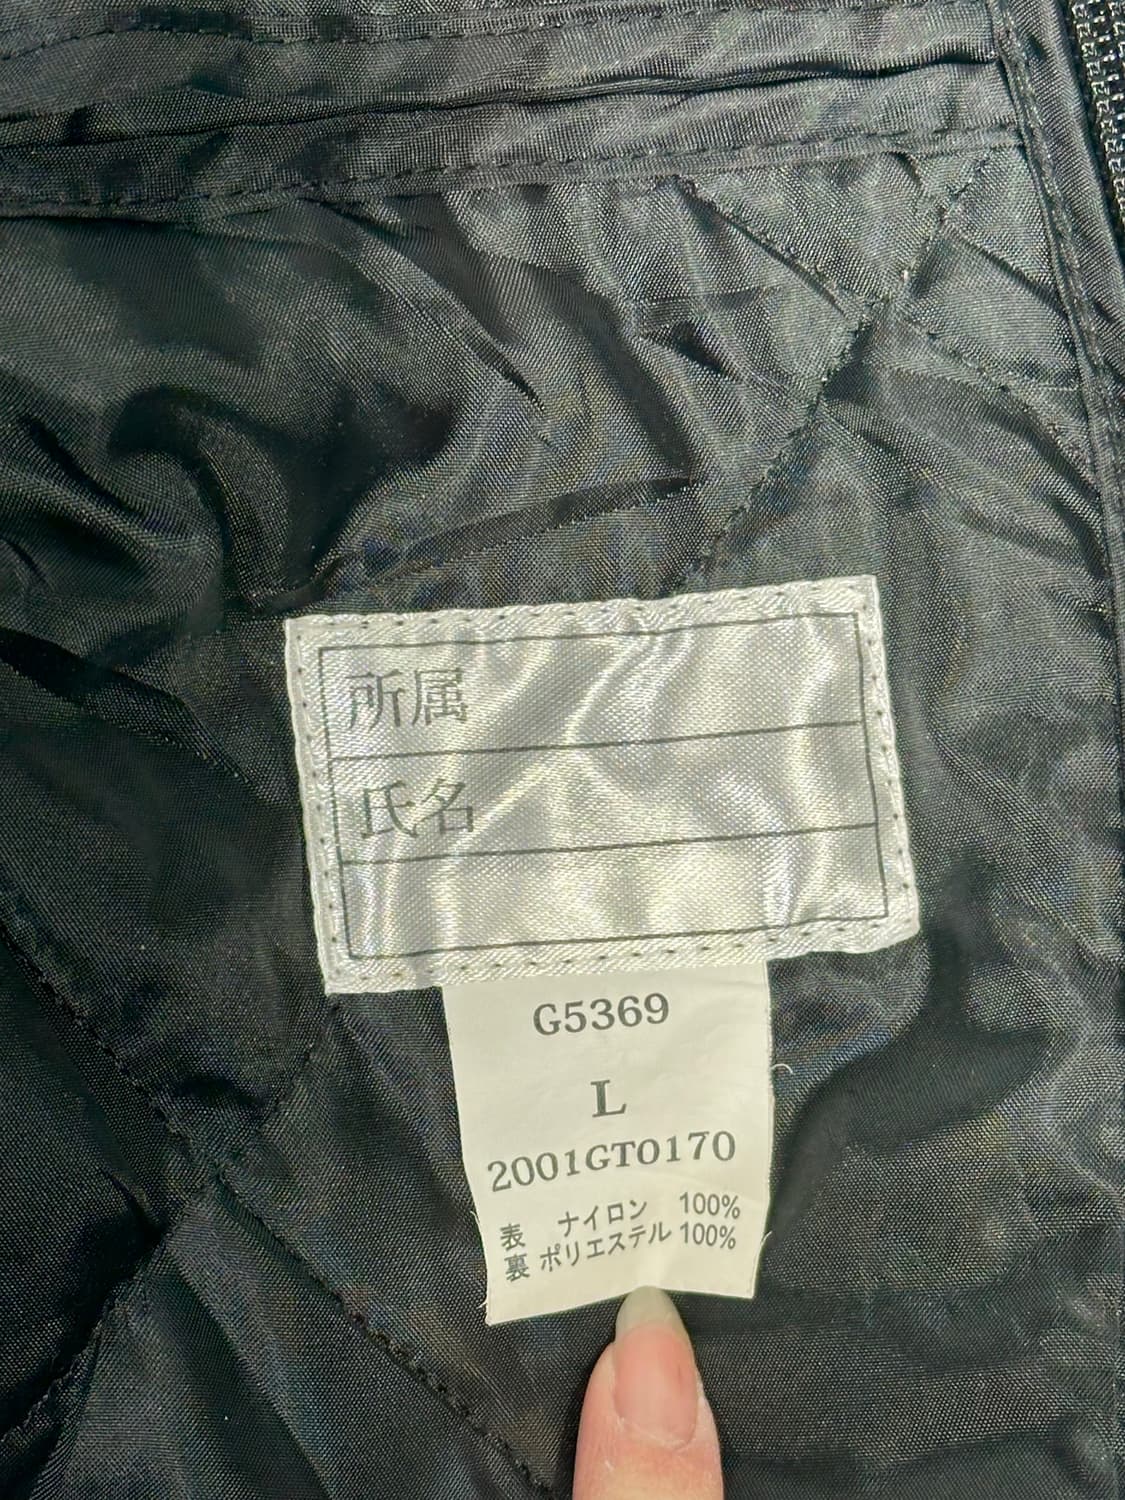 所属
氏名
G5369
L
2001GT0170
表 ナイロン 100%
裏 ポリエステル 100%